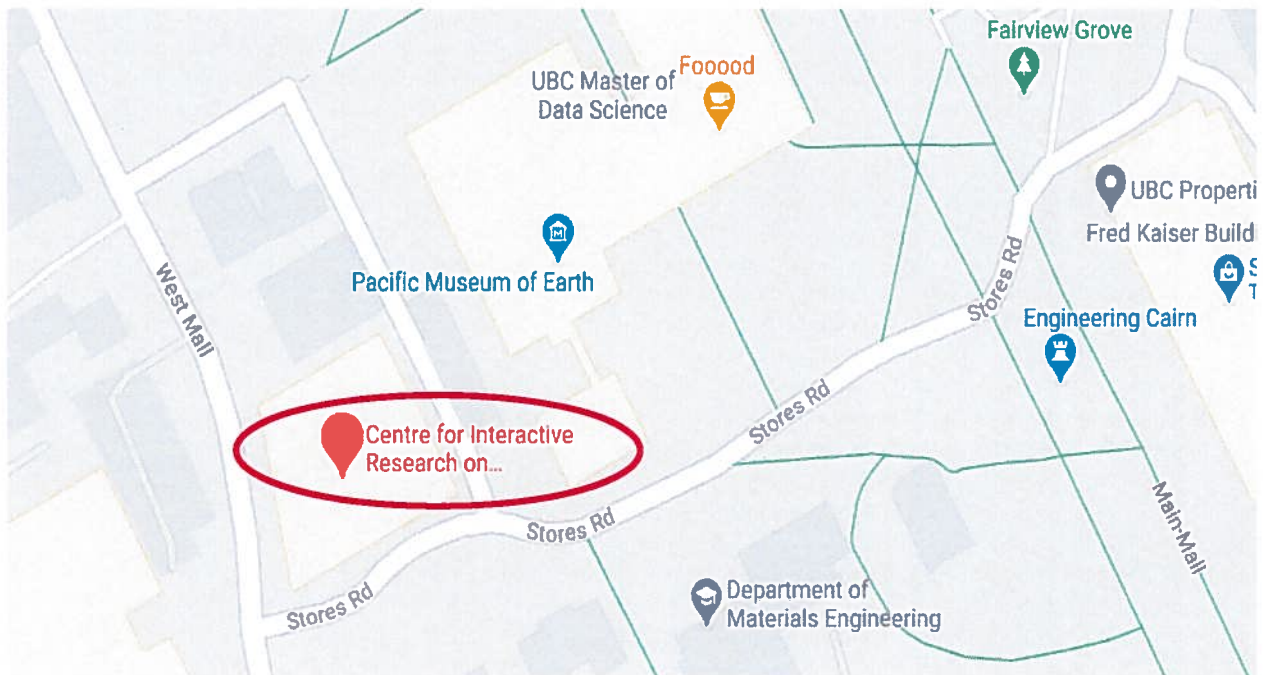 Fairview Grove
Fooood
UBC Master of
Data Science
UBC Properti
Fred Kaiser Build
S
T
Pacific Museum of Earth
West Mall
Stores Rd
Engineering Cairn
Stores Rd
Centre for Interactive
Research on...
Stores Rd
Main-Mall
Department of
Materials Engineering
Stores Rd